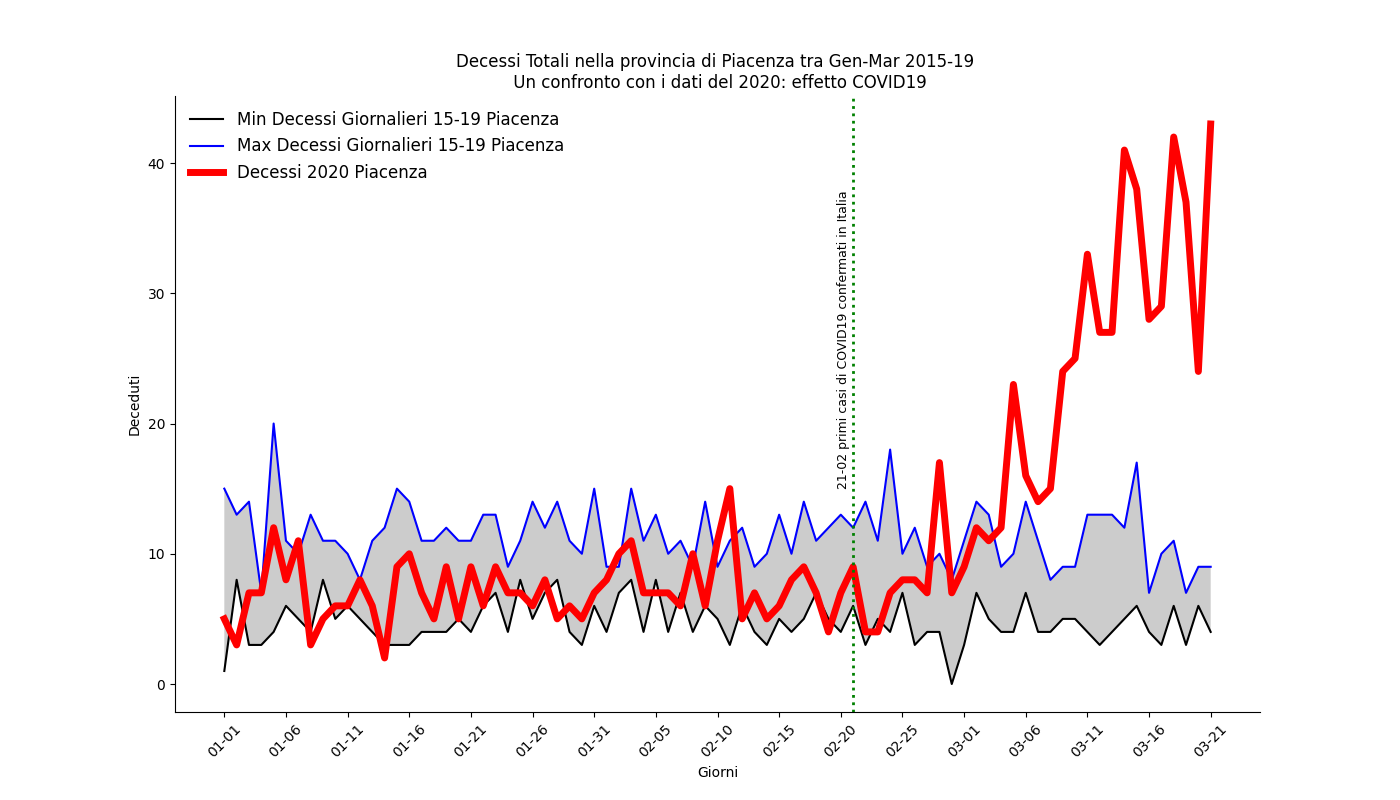 Decessi Totali nella provincia di Piacenza tra Gen-Mar 2015-19
Un confronto con i dati del 2020: effetto COVID19
Min Decessi Giornalieri 15-19 Piacenza
Max Decessi Giornalieri 15-19 Piacenza
Decessi 2020 Piacenza
21-02 primi casi di COVID19 confermati in Italia
Deceduti
40
30
20
10
0
01-01
01-06
01-11
01-16
01-21
01-26
01-31
02-05
02-10
02-15
02-20
02-25
03-01
03-06
03-11
03-16
03-21
Giorni